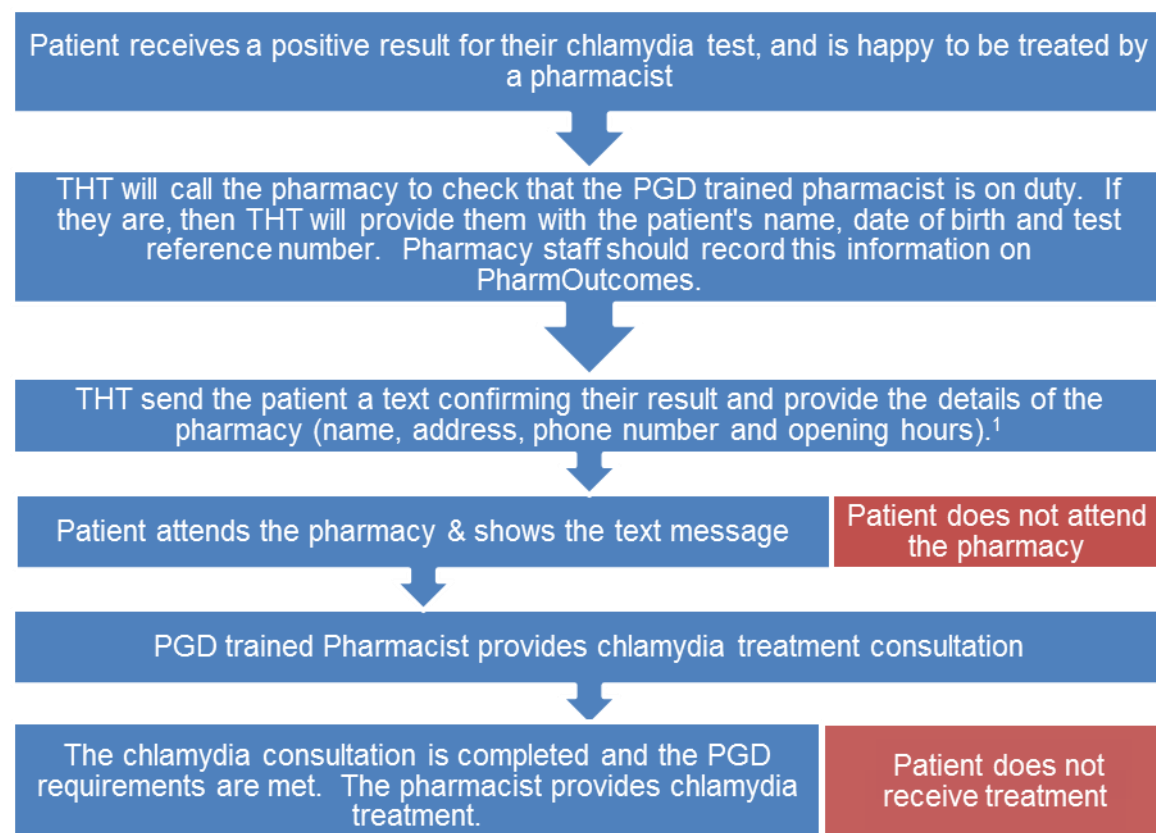 Patient receives a positive result for their chlamydia test, and is happy to be treated by
a pharmacist
THT will call the pharmacy to check that the PGD trained pharmacist is on duty. If
they are, then THT will provide them with the patient's name, date of birth and test
reference number. Pharmacy staff should record this information on
PharmOutcomes.
THT send the patient a text confirming their result and provide the details of the
pharmacy (name, address, phone number and opening hours).¹
Patient attends the pharmacy & shows the text message
Patient does not attend
the pharmacy
PGD trained Pharmacist provides chlamydia treatment consultation
The chlamydia consultation is completed and the PGD
requirements are met. The pharmacist provides chlamydia
treatment.
Patient does not
receive treatment